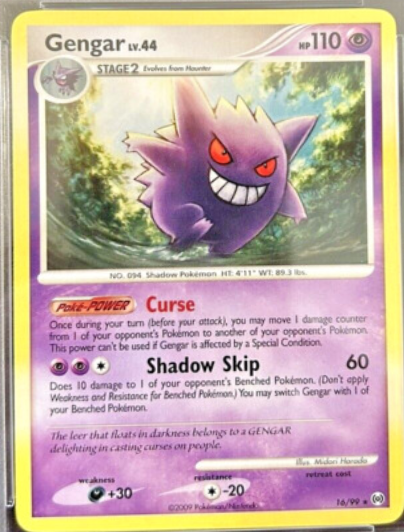 Gengar LV.44 HP 110
STAGE 2 Evolves from Haunter
NO. 094 Shadow Pokémon HT: 4'11" WT: 89.3 lbs.
Poké-POWER Curse
Once during your turn (before your attack), you may move 1 damage counter
from 1 of your opponent's Pokémon to another of your opponent's Pokémon.
This power can't be used if Gengar is affected by a Special Condition.
Shadow Skip 60
Does 10 damage to 1 of your opponent's Benched Pokémon. (Don't apply
Weakness and Resistance for Benched Pokémon.) You may switch Gengar with 1 of
your Benched Pokémon.
The leer that floats in darkness belongs to a GENGAR
delighting in casting curses on people.
Illus. Midori Harada
weakness resistance retreat cost
+30 -20
©2009 Pokémon/Nintendo 16/99